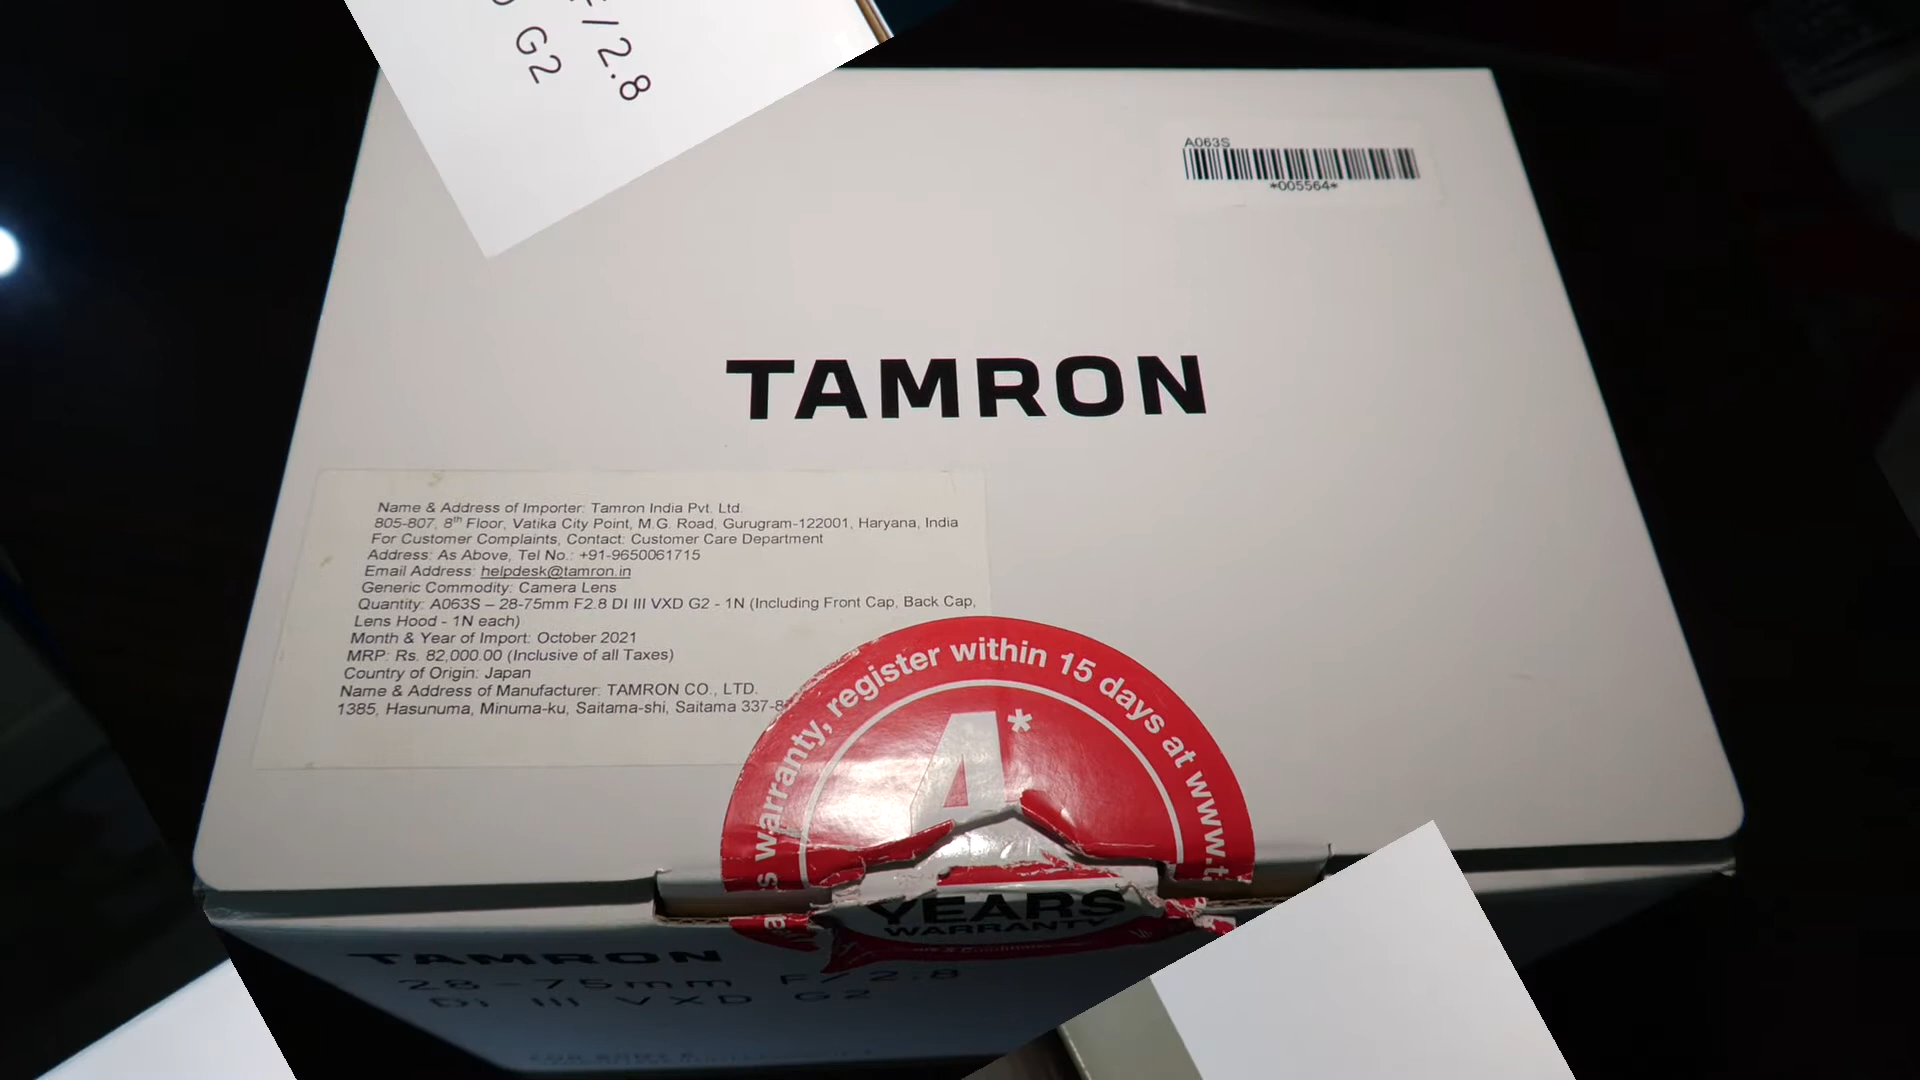 F/2.8
G2
A063S
*005564*
TAMRON
Name & Address of Importer: Tamron India Pvt. Ltd.
805-807, 8th Floor, Vatika City Point, M.G. Road, Gurugram-122001, Haryana, India
For Customer Complaints, Contact: Customer Care Department
Address: As Above, Tel No.: +91-9650061715
Email Address: helpdesk@tamron.in
Generic Commodity: Camera Lens
Quantity: A063S – 28-75mm F2.8 DI III VXD G2 - 1N (Including Front Cap, Back Cap,
Lens Hood - 1N each)
Month & Year of Import: October 2021
MRP: Rs. 82,000.00 (Inclusive of all Taxes)
Country of Origin: Japan
Name & Address of Manufacturer: TAMRON CO., LTD.
1385, Hasunuma, Minuma-ku, Saitama-shi, Saitama 337-8
warranty, register within 15 days at www.t
A*
YEARS
WARRANTY
TAMRON
28-75mm F/2.8
Di III VXD G2